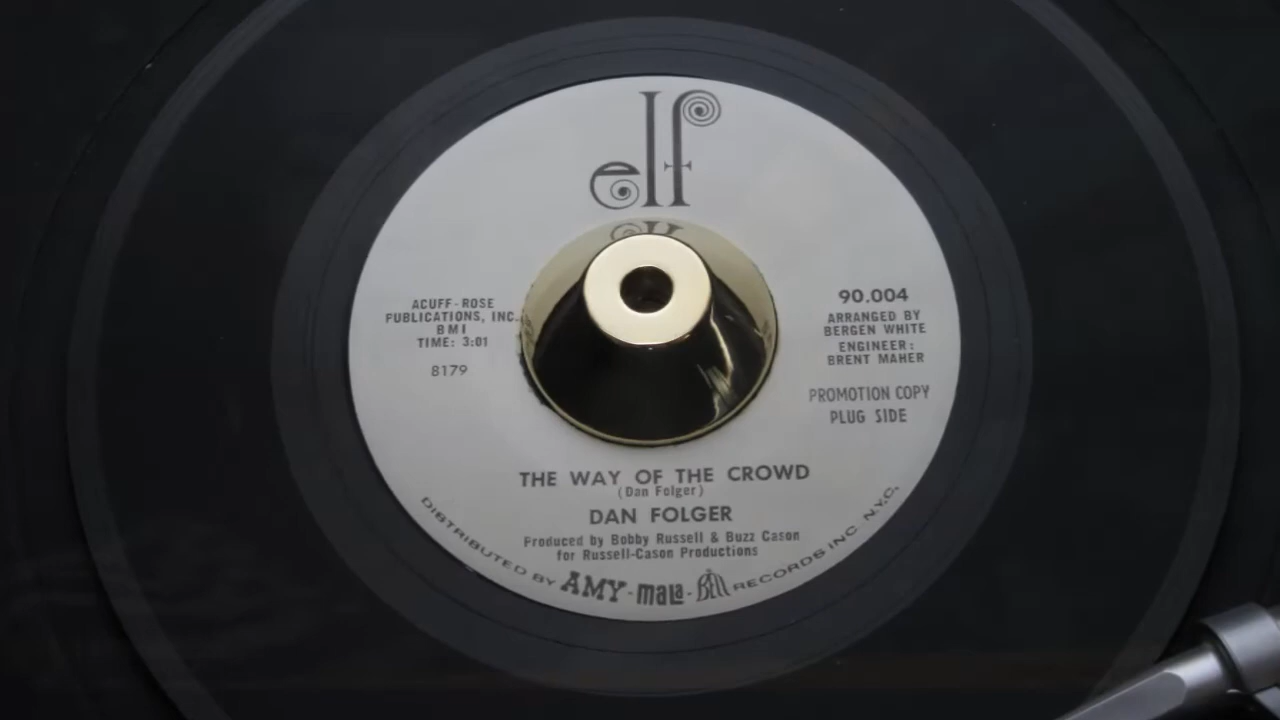 elf
ACUFF-ROSE
PUBLICATIONS, INC.
BMI
TIME: 3:01
8179
90.004
ARRANGED BY
BERGEN WHITE
ENGINEER:
BRENT MAHER
PROMOTION COPY
PLUG SIDE
THE WAY OF THE CROWD
(Dan Folger)
DAN FOLGER
Produced by Bobby Russell & Buzz Cason
for Russell-Cason Productions
DISTRIBUTED BY AMY-mala-BELL RECORDS INC N.Y.C.